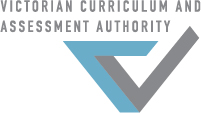 VICTORIAN CURRICULUM AND
ASSESSMENT AUTHORITY